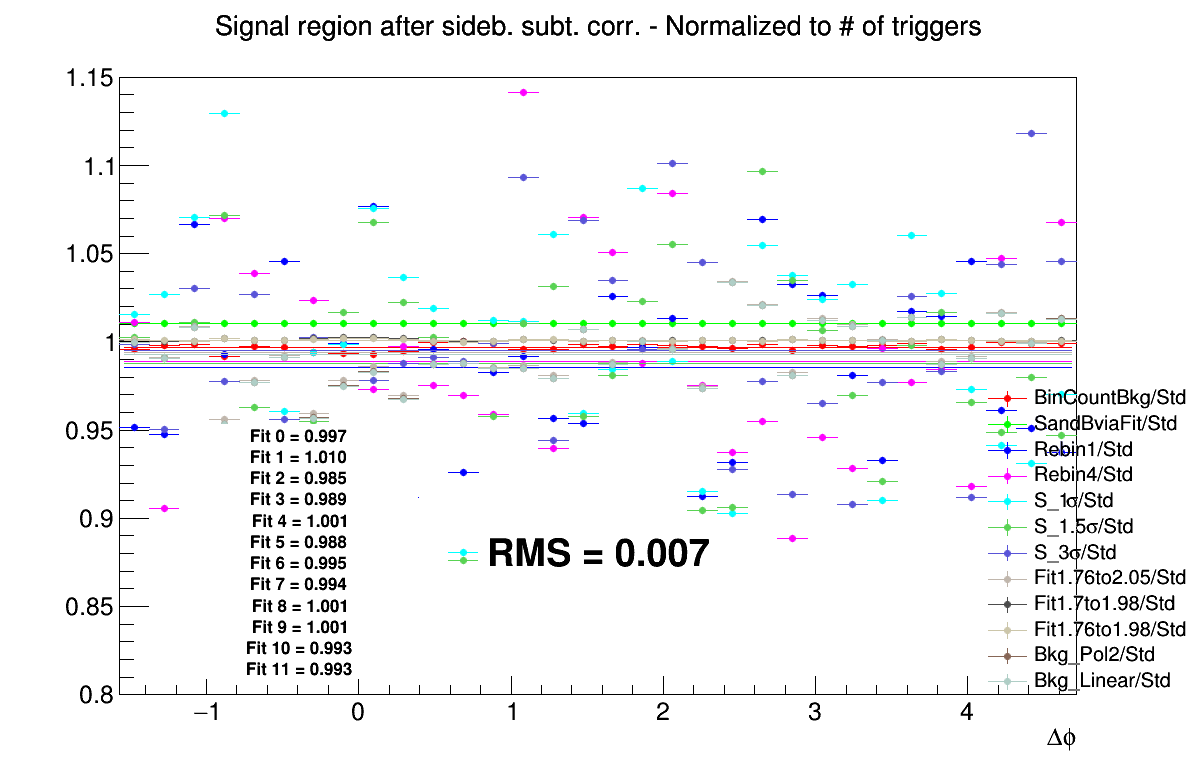 Signal region after sideb. subt. corr. - Normalized to # of triggers
1.15
1.1
1.05
1
0.95
0.9
0.85
0.8
−1
0
1
2
3
4
Δϕ
Fit 0 = 0.997
Fit 1 = 1.010
Fit 2 = 0.985
Fit 3 = 0.989
Fit 4 = 1.001
Fit 5 = 0.988
Fit 6 = 0.995
Fit 7 = 0.994
Fit 8 = 1.001
Fit 9 = 1.001
Fit 10 = 0.993
Fit 11 = 0.993
RMS = 0.007
BinCountBkg/Std
SandBviaFit/Std
Rebin1/Std
Rebin4/Std
S_1σ/Std
S_1.5σ/Std
S_3σ/Std
Fit1.76to2.05/Std
Fit1.7to1.98/Std
Fit1.76to1.98/Std
Bkg_Pol2/Std
Bkg_Linear/Std